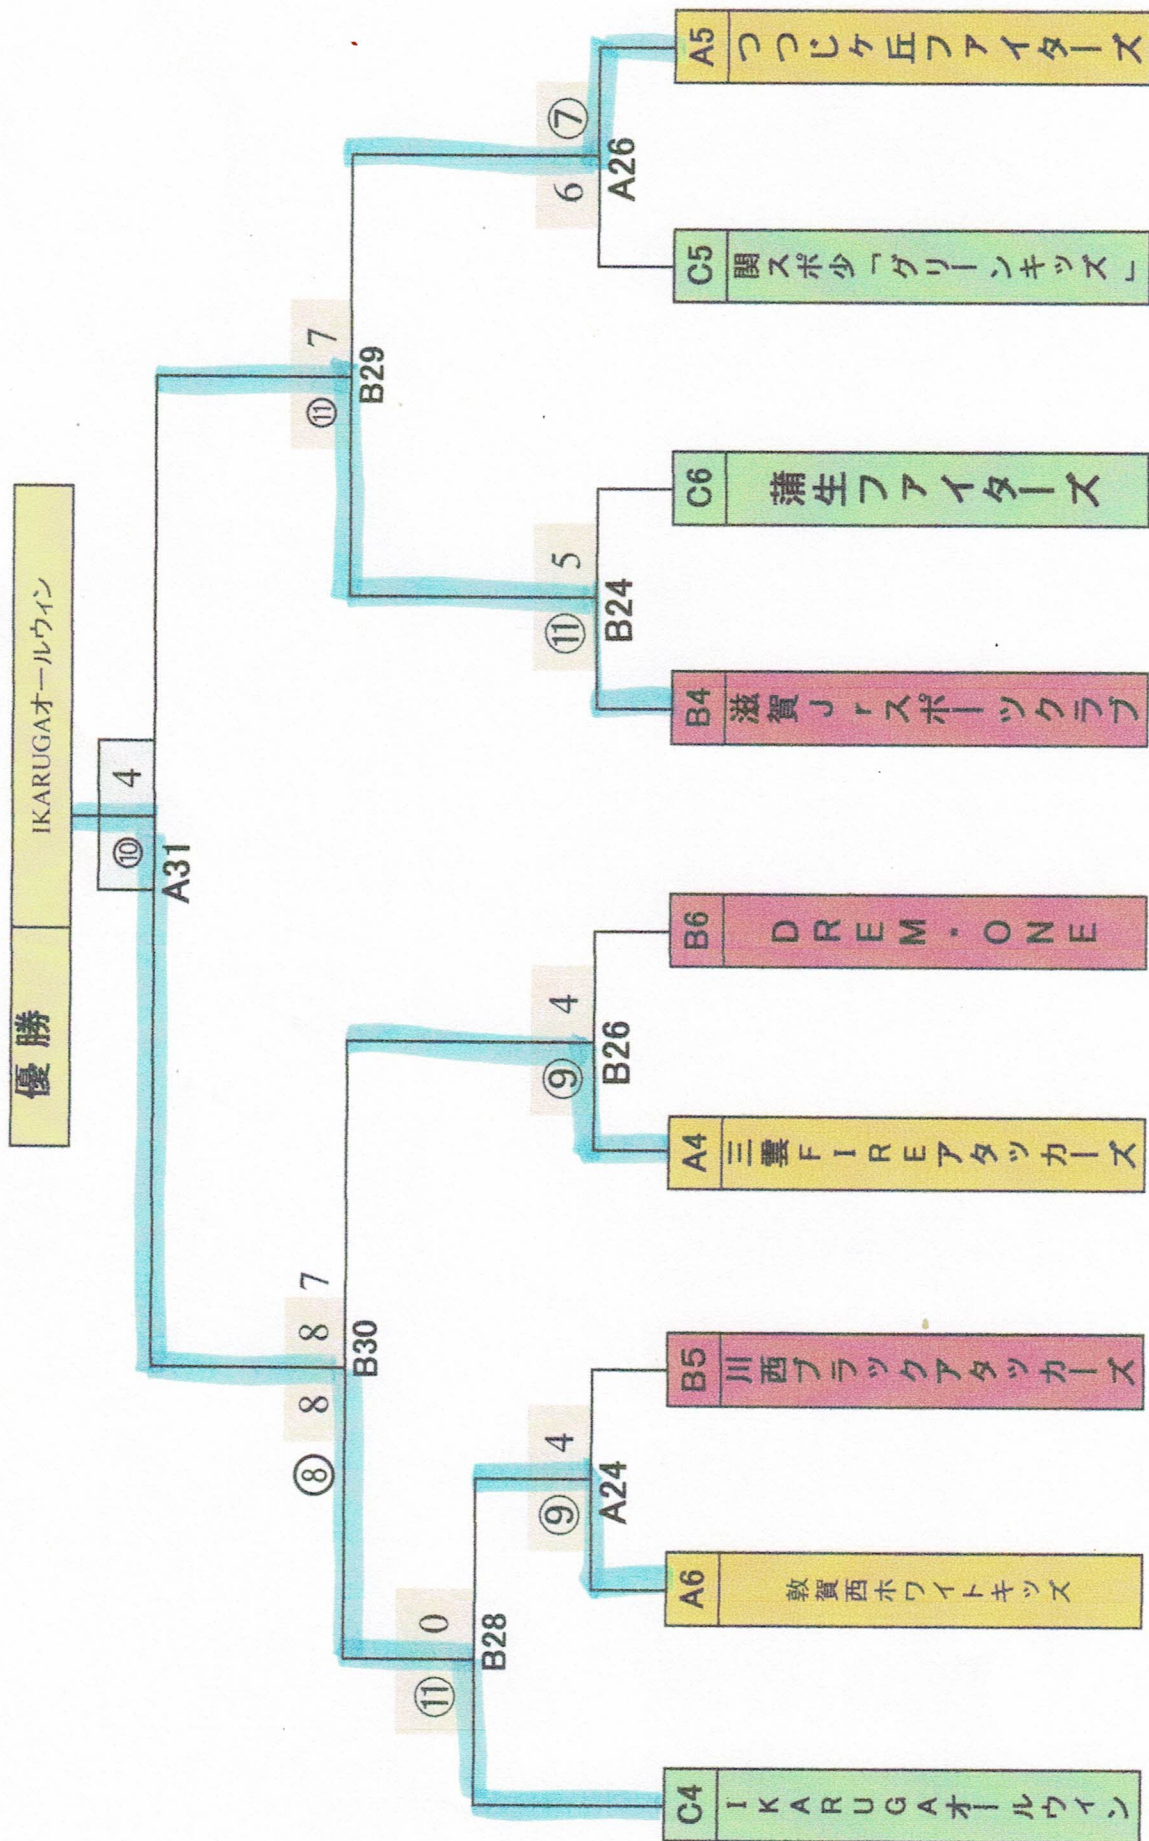 優勝
IKARUGAオールウィン
⑩ 4
A31
⑧ 8 8 7
B30
⑪ 7
B29
⑪ 0
B28
⑨ 4
A24
⑨ 4
B26
⑪ 5
B24
6 ⑦
A26
C4
IKARUGAオールウィン
A6
敦賀西ホワイトキッズ
B5
川西ブラックアタッカーズ
A4
三雲FIREアタッカーズ
B6
DREM・ONE
B4
滋賀Jrスポーツクラブ
C6
蒲生ファイターズ
C5
関スポ少「グリーンキッズ」
A5
つつじヶ丘ファイターズ